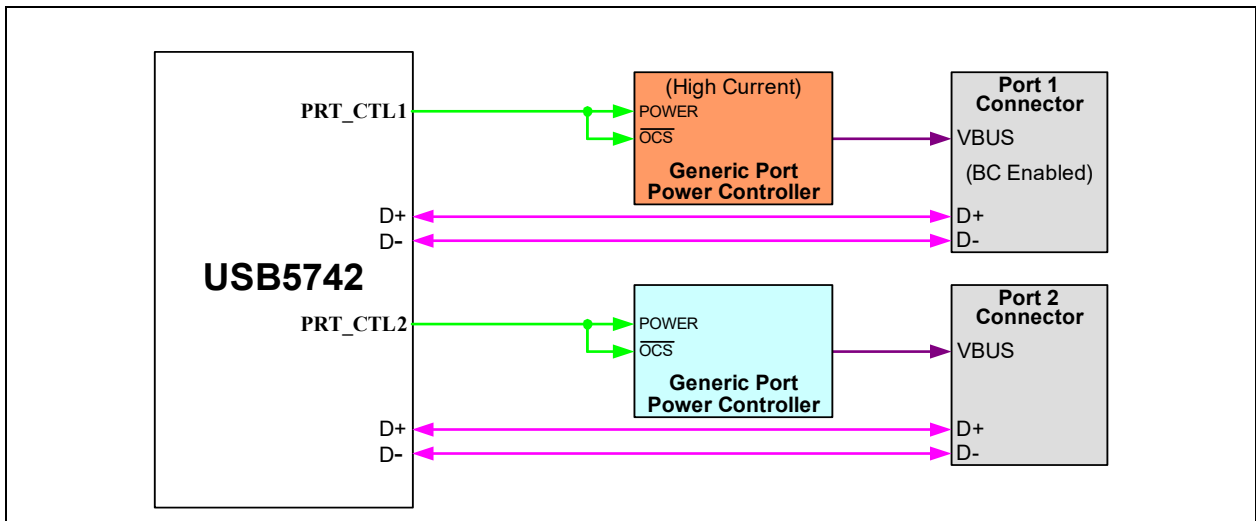 PRT_CTL1
(High Current)
POWER
OCS
Generic Port
Power Controller
Port 1
Connector
VBUS
(BC Enabled)
D+
D-
D+
D-
USB5742
PRT_CTL2
POWER
OCS
Generic Port
Power Controller
Port 2
Connector
VBUS
D+
D-
D+
D-